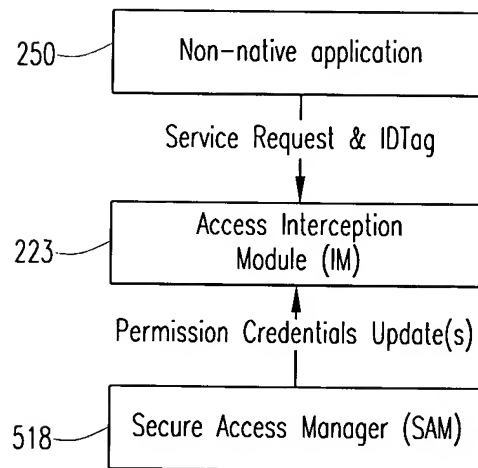 250
Non-native application
Service Request & IDTag
223
Access Interception
Module (IM)
Permission Credentials Update(s)
518
Secure Access Manager (SAM)